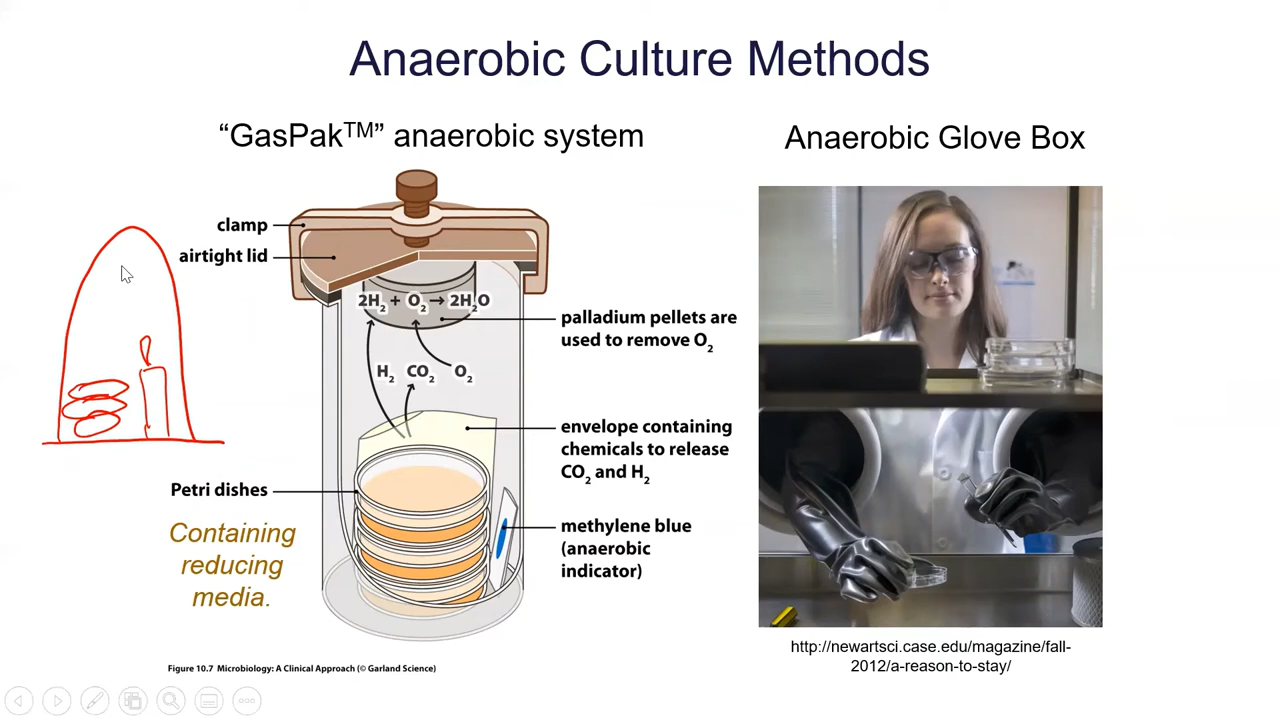 Anaerobic Culture Methods
“GasPak™” anaerobic system
Anaerobic Glove Box
clamp
airtight lid
2H₂ + O₂ → 2H₂O
palladium pellets are
used to remove O₂
H₂ CO₂ O₂
envelope containing
chemicals to release
CO₂ and H₂
Petri dishes
Containing
reducing
media.
methylene blue
(anaerobic
indicator)
http://newartsci.case.edu/magazine/fall-
2012/a-reason-to-stay/
Figure 10.7 Microbiology: A Clinical Approach (© Garland Science)